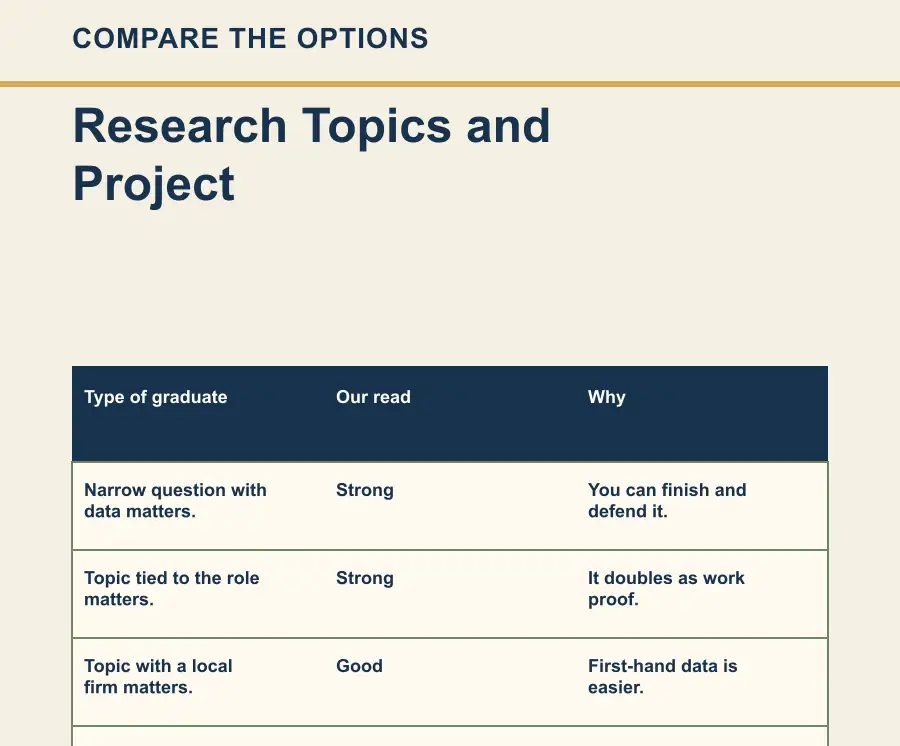 COMPARE THE OPTIONS
Research Topics and
Project
Type of graduate
Our read
Why
Narrow question with
data matters.
Strong
You can finish and
defend it.
Topic tied to the role
matters.
Strong
It doubles as work
proof.
Topic with a local
firm matters.
Good
First-hand data is
easier.